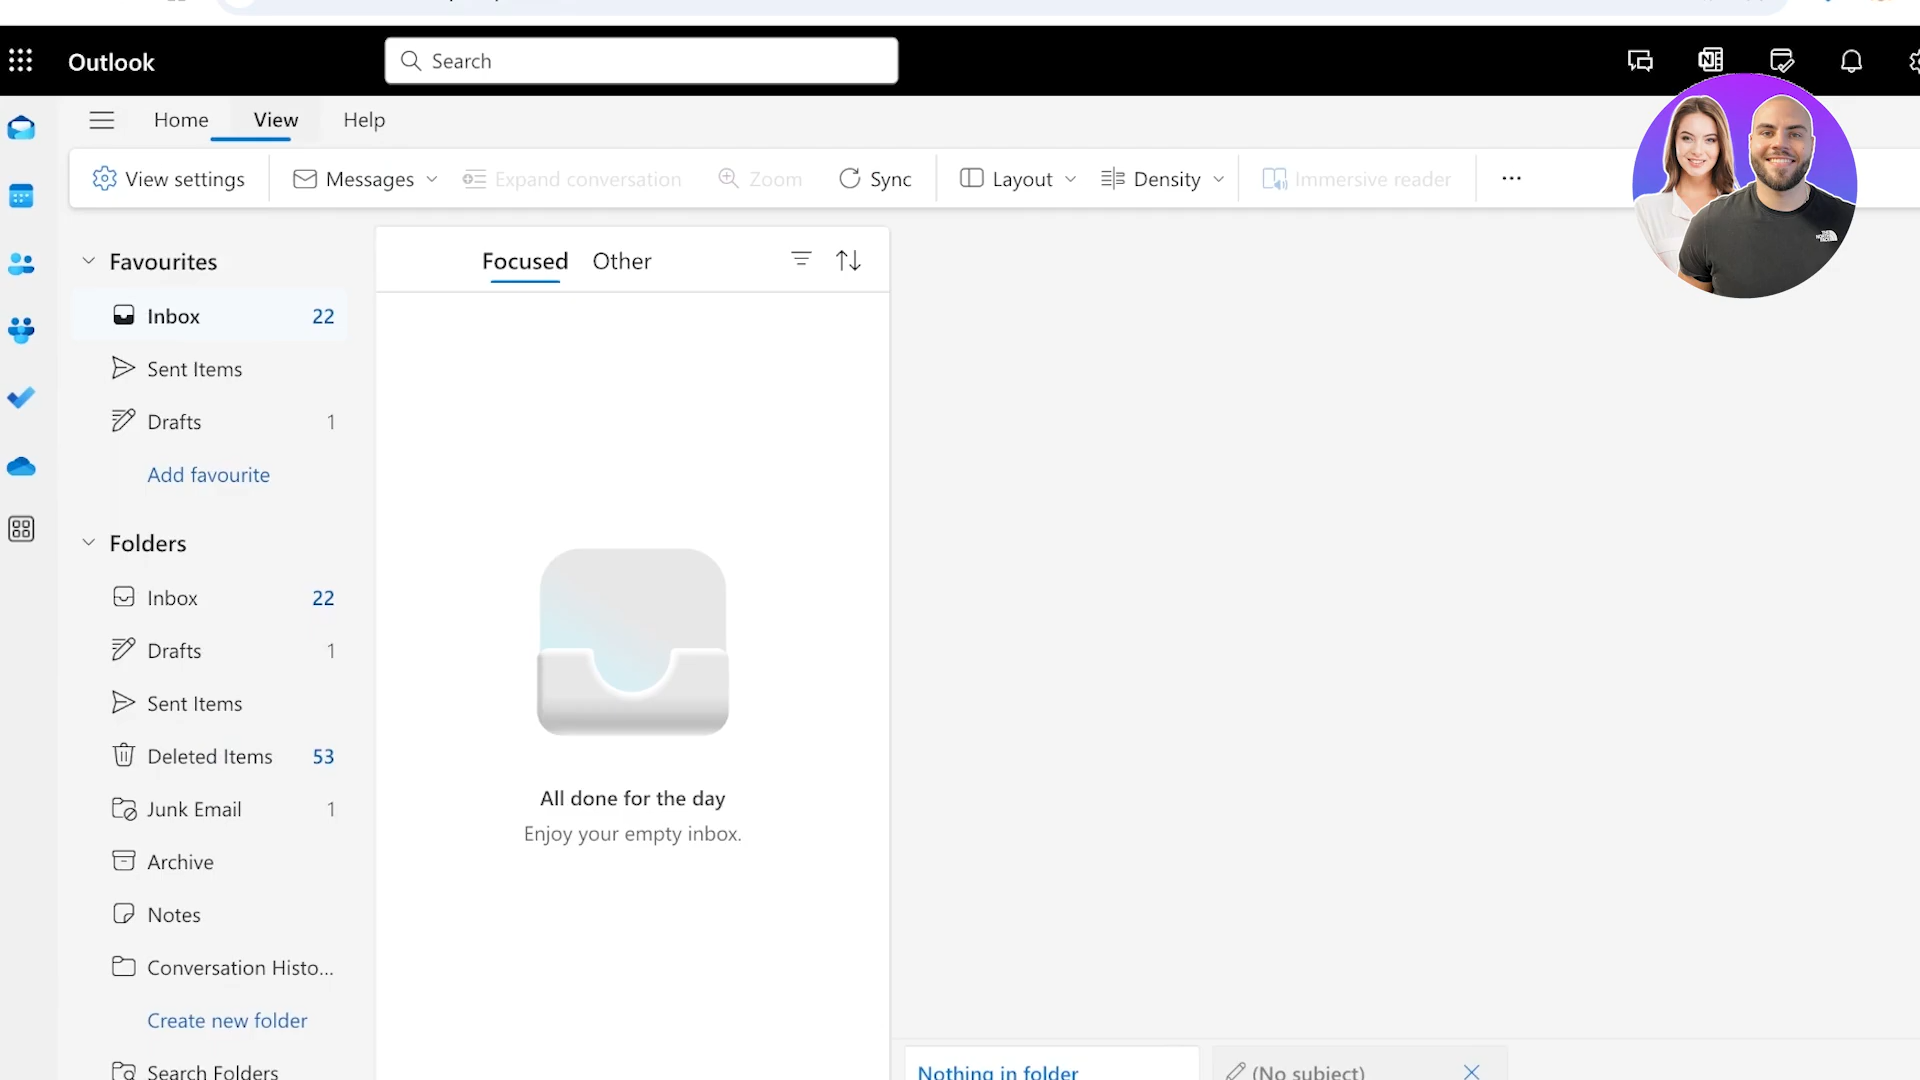 Outlook
Search
Home View Help
View settings Messages Expand conversation Zoom Sync Layout Density Immersive reader ...
Favourites
Inbox 22
Sent Items
Drafts 1
Add favourite
Folders
Inbox 22
Drafts 1
Sent Items
Deleted Items 53
Junk Email 1
Archive
Notes
Conversation Histo...
Create new folder
Search Folders
Focused Other
All done for the day
Enjoy your empty inbox.
Nothing in folder
(No subject)